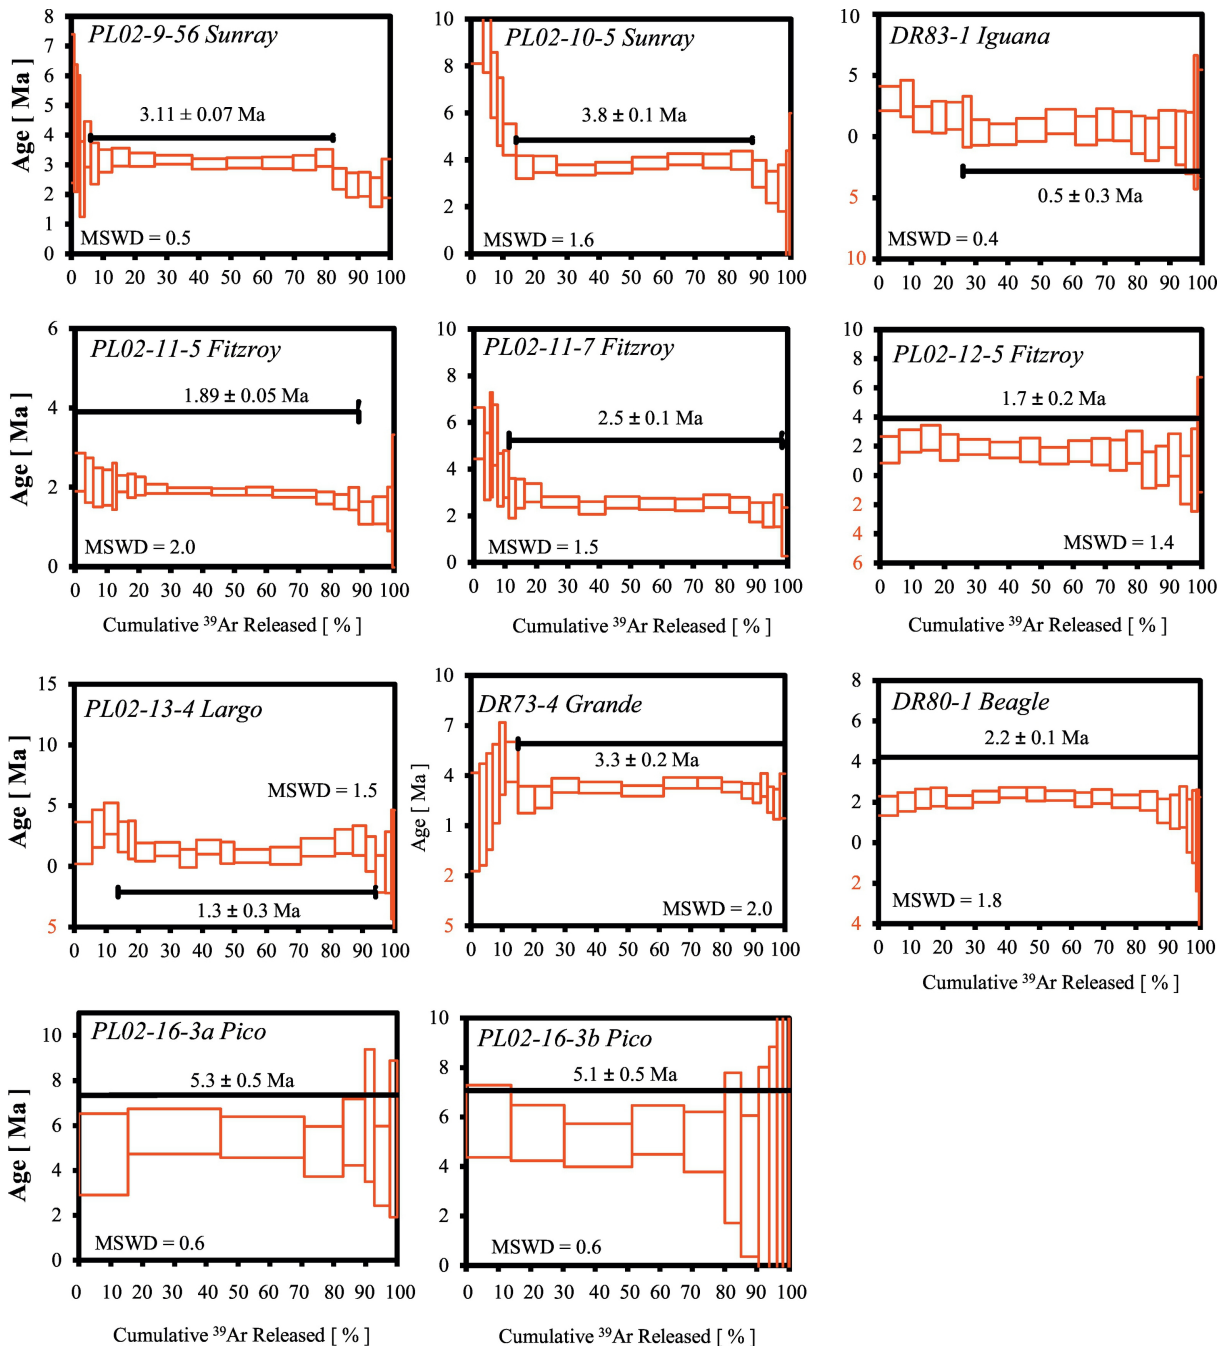 PL02-9-56 Sunray
3.11 ± 0.07 Ma
MSWD = 0.5
Age [ Ma ]
8
7
6
5
4
3
2
1
0
0 10 20 30 40 50 60 70 80 90 100
PL02-10-5 Sunray
3.8 ± 0.1 Ma
MSWD = 1.6
10
8
6
4
2
0
0 10 20 30 40 50 60 70 80 90 100
DR83-1 Iguana
0.5 ± 0.3 Ma
MSWD = 0.4
10
5
0
5
10
0 10 20 30 40 50 60 70 80 90 100
PL02-11-5 Fitzroy
1.89 ± 0.05 Ma
MSWD = 2.0
Age [ Ma ]
6
4
2
0
0 10 20 30 40 50 60 70 80 90 100
Cumulative ³⁹Ar Released [ % ]
PL02-11-7 Fitzroy
2.5 ± 0.1 Ma
MSWD = 1.5
10
8
6
4
2
0
0 10 20 30 40 50 60 70 80 90 100
Cumulative ³⁹Ar Released [ % ]
PL02-12-5 Fitzroy
1.7 ± 0.2 Ma
MSWD = 1.4
10
8
6
4
2
0
2
4
6
0 10 20 30 40 50 60 70 80 90 100
Cumulative ³⁹Ar Released [ % ]
PL02-13-4 Largo
MSWD = 1.5
1.3 ± 0.3 Ma
Age [ Ma ]
15
10
5
0
5
0 10 20 30 40 50 60 70 80 90 100
DR73-4 Grande
3.3 ± 0.2 Ma
MSWD = 2.0
Age [ Ma ]
10
7
4
1
2
5
0 10 20 30 40 50 60 70 80 90 100
DR80-1 Beagle
2.2 ± 0.1 Ma
MSWD = 1.8
8
6
4
2
0
2
4
0 10 20 30 40 50 60 70 80 90 100
Cumulative ³⁹Ar Released [ % ]
PL02-16-3a Pico
5.3 ± 0.5 Ma
MSWD = 0.6
Age [ Ma ]
10
8
6
4
2
0
0 10 20 30 40 50 60 70 80 90 100
Cumulative ³⁹Ar Released [ % ]
PL02-16-3b Pico
5.1 ± 0.5 Ma
MSWD = 0.6
10
8
6
4
2
0
0 10 20 30 40 50 60 70 80 90 100
Cumulative ³⁹Ar Released [ % ]